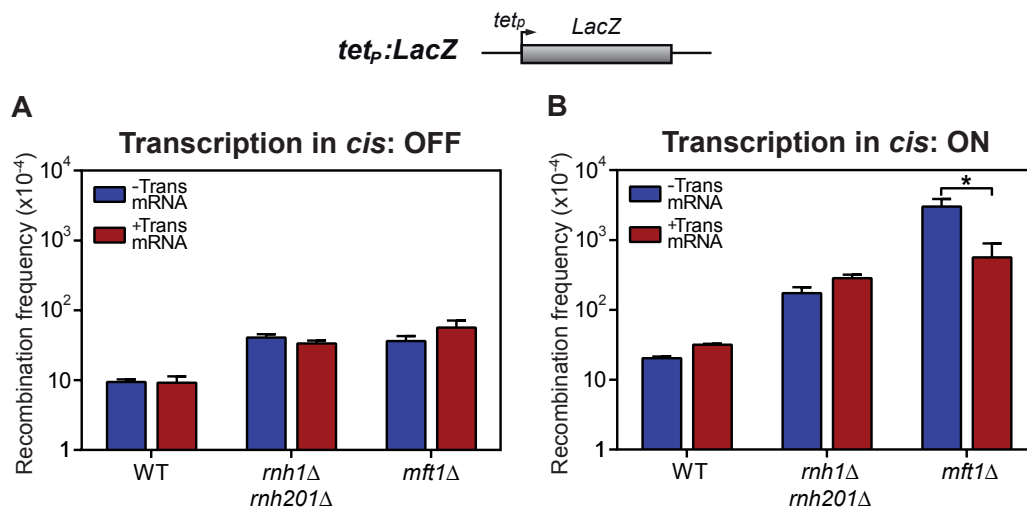 tetp LacZ
tetP:LacZ
A
Transcription in cis: OFF
Recombination frequency (x10-4)
10^4
10^3
10^2
10
1
-Trans
mRNA
+Trans
mRNA
WT
rnh1Δ
rnh201Δ
mft1Δ
B
Transcription in cis: ON
Recombination frequency (x10-4)
10^4
10^3
10^2
10
1
-Trans
mRNA
+Trans
mRNA
*
WT
rnh1Δ
rnh201Δ
mft1Δ